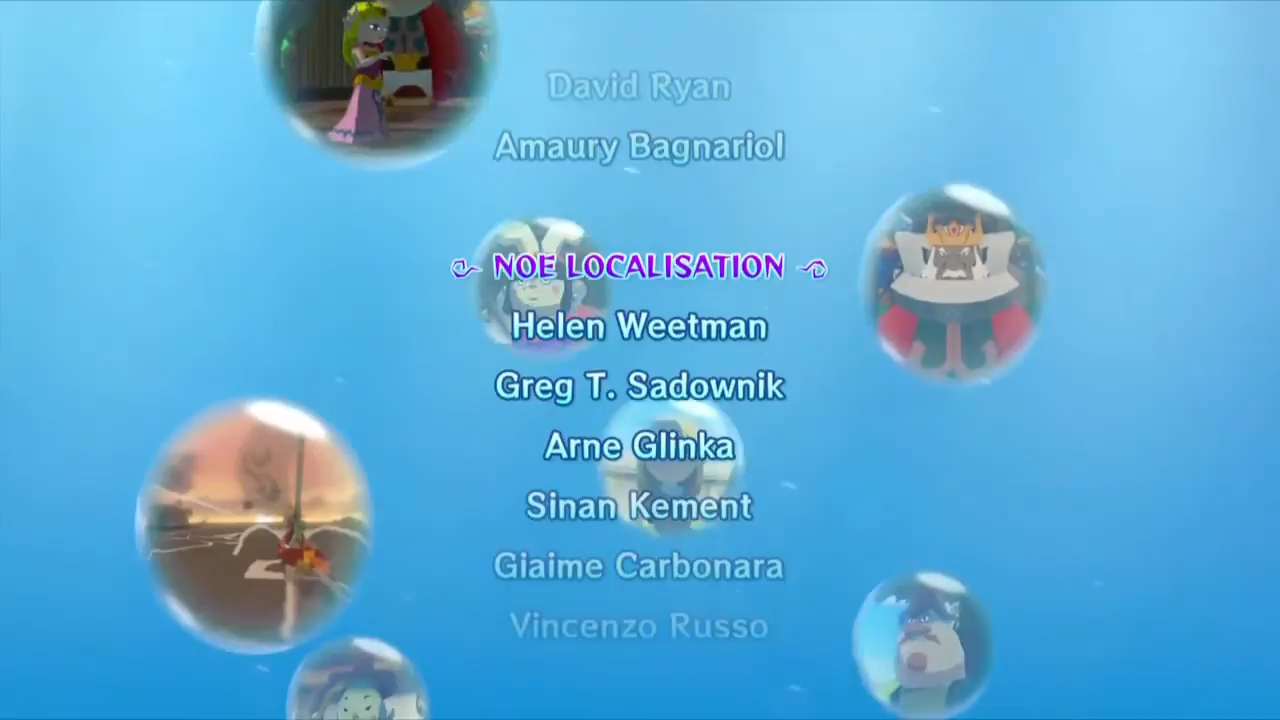 David Ryan
Amaury Bagnariol
NOE LOCALISATION
Helen Weetman
Greg T. Sadownik
Arne Glinka
Sinan Kement
Giaime Carbonara
Vincenzo Russo